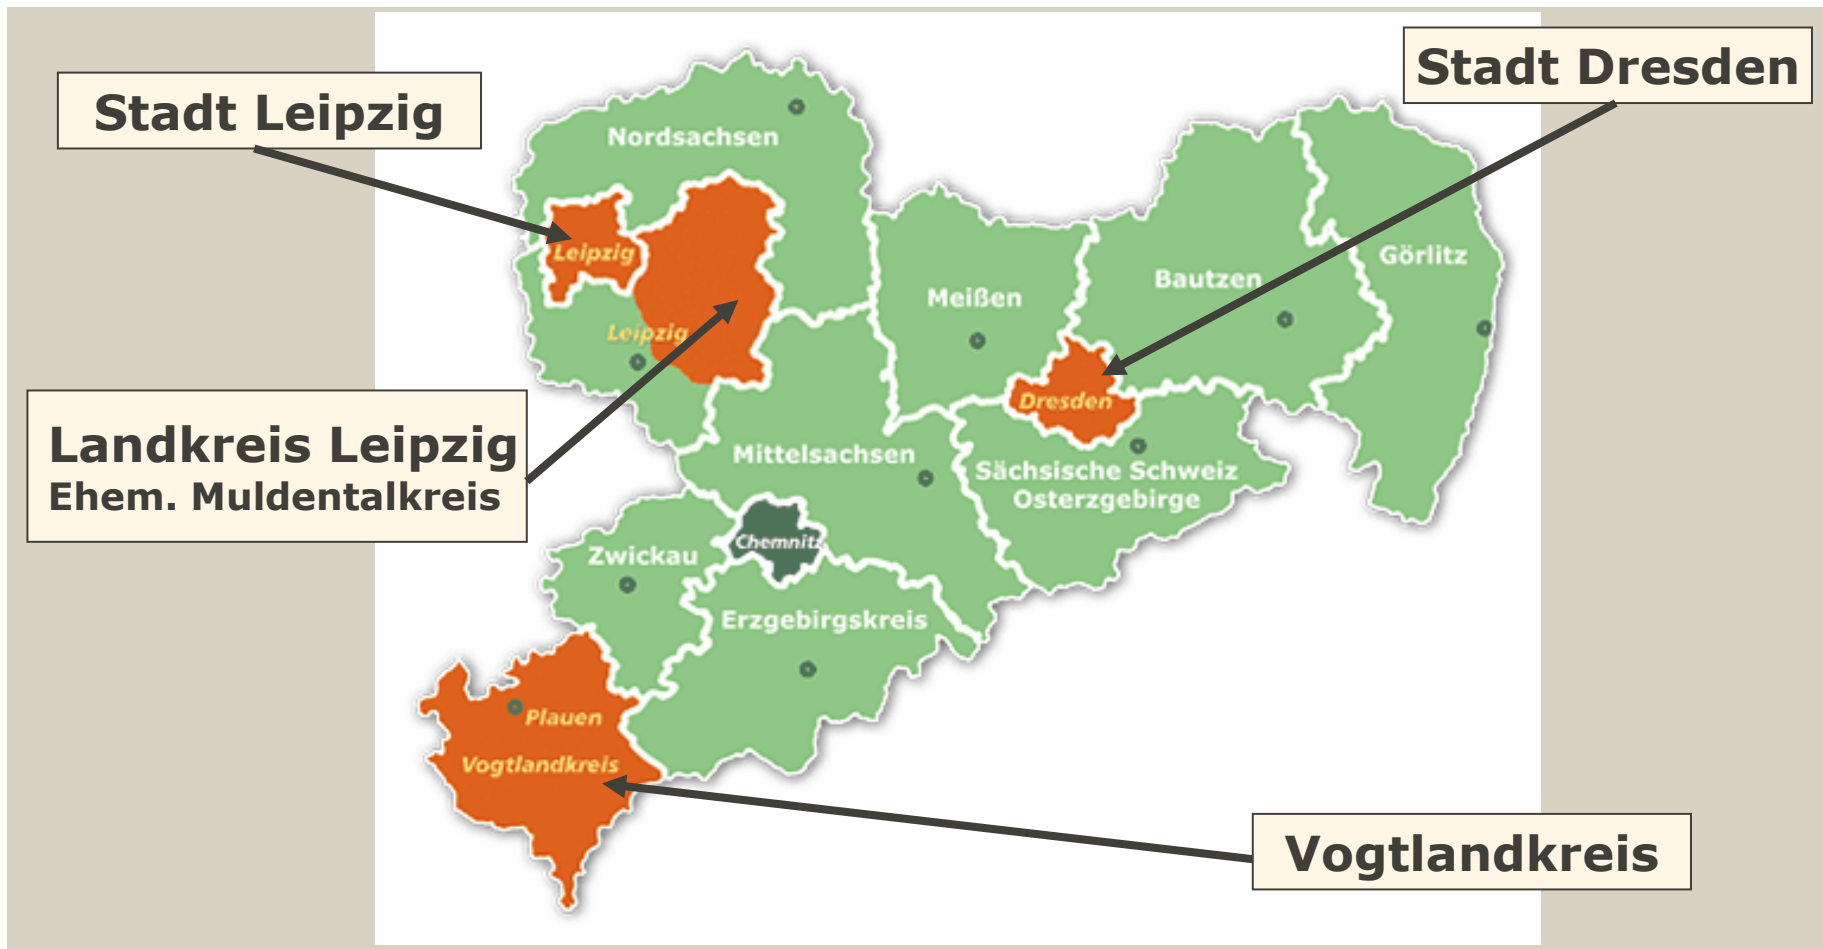 Stadt Dresden
Stadt Leipzig
Nordsachsen
Leipzig
Görlitz
Bautzen
Meißen
Leipzig
Dresden
Landkreis Leipzig
Ehem. Muldentalkreis
Mittelsachsen
Sächsische Schweiz
Osterzgebirge
Chemnitz
Zwickau
Erzgebirgskreis
Plauen
Vogtlandkreis
Vogtlandkreis